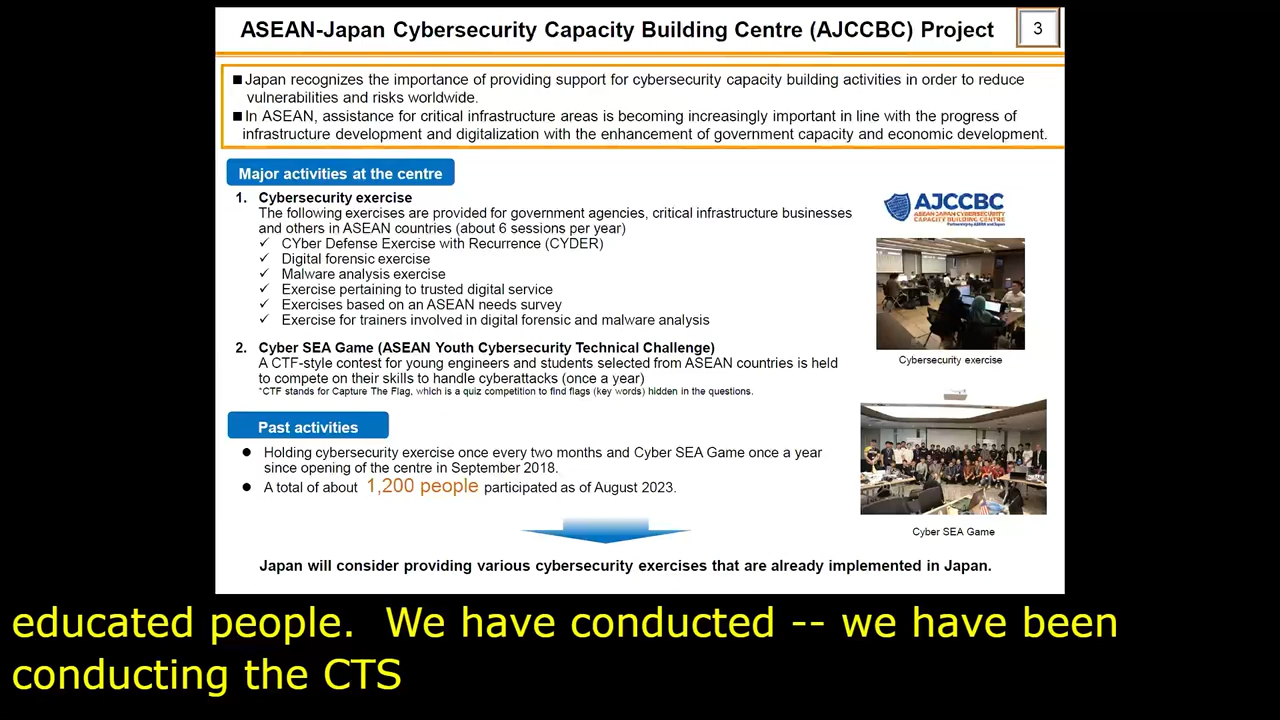 ASEAN-Japan Cybersecurity Capacity Building Centre (AJCCBC) Project
3
■ Japan recognizes the importance of providing support for cybersecurity capacity building activities in order to reduce
vulnerabilities and risks worldwide.
■ In ASEAN, assistance for critical infrastructure areas is becoming increasingly important in line with the progress of
infrastructure development and digitalization with the enhancement of government capacity and economic development.
Major activities at the centre
1. Cybersecurity exercise
The following exercises are provided for government agencies, critical infrastructure businesses
and others in ASEAN countries (about 6 sessions per year)
✓ CYber Defense Exercise with Recurrence (CYDER)
✓ Digital forensic exercise
✓ Malware analysis exercise
✓ Exercise pertaining to trusted digital service
✓ Exercises based on an ASEAN needs survey
✓ Exercise for trainers involved in digital forensic and malware analysis
2. Cyber SEA Game (ASEAN Youth Cybersecurity Technical Challenge)
A CTF-style contest for young engineers and students selected from ASEAN countries is held
to compete on their skills to handle cyberattacks (once a year)
*CTF stands for Capture The Flag, which is a quiz competition to find flags (key words) hidden in the questions.
AJCCBC
ASEAN JAPAN CYBERSECURITY
CAPACITY BUILDING CENTRE
Cybersecurity exercise
Cyber SEA Game
Past activities
● Holding cybersecurity exercise once every two months and Cyber SEA Game once a year
since opening of the centre in September 2018.
● A total of about 1,200 people participated as of August 2023.
Japan will consider providing various cybersecurity exercises that are already implemented in Japan.
educated people.  We have conducted -- we have been
conducting the CTS